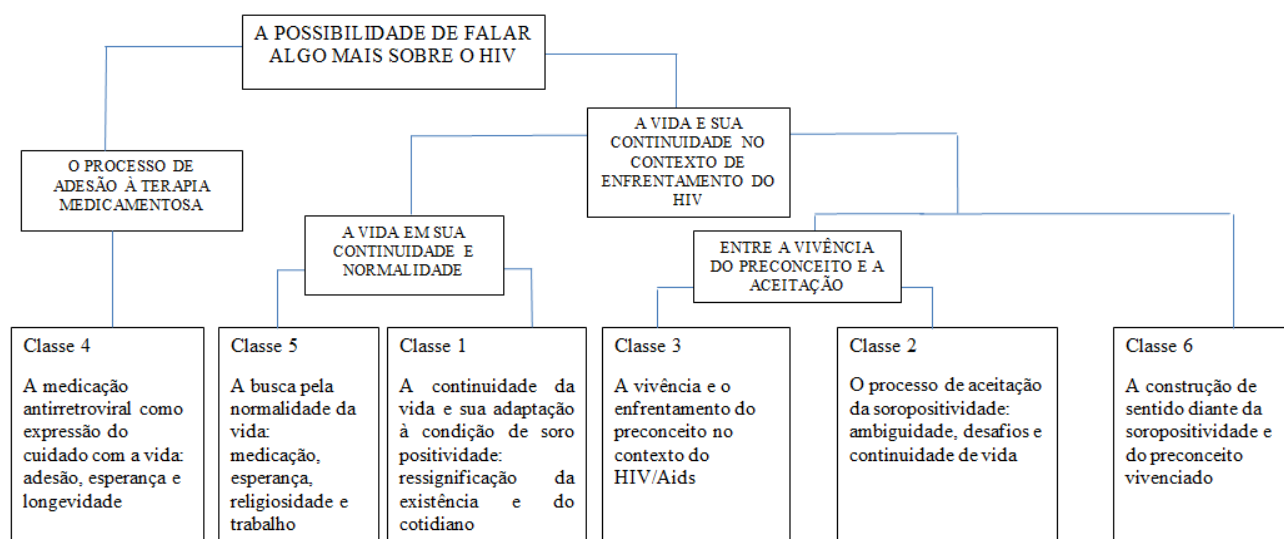 A POSSIBILIDADE DE FALAR
ALGO MAIS SOBRE O HIV
A VIDA E SUA
CONTINUIDADE NO
CONTEXTO DE
ENFRENTAMENTO DO
HIV
O PROCESSO DE
ADESÃO À TERAPIA
MEDICAMENTOSA
A VIDA EM SUA
CONTINUIDADE E
NORMALIDADE
ENTRE A VIVÊNCIA
DO PRECONCEITO E A
ACEITAÇÃO
Classe 4
A medicação
antirretroviral como
expressão do
cuidado com a vida:
adesão, esperança e
longevidade
Classe 5
A busca pela
normalidade da
vida:
medicação,
esperança,
religiosidade e
trabalho
Classe 1
A continuidade da
vida e sua adaptação
à condição de soro
positividade:
ressignificação da
existência e do
cotidiano
Classe 3
A vivência e o
enfrentamento do
preconceito no
contexto do
HIV/Aids
Classe 2
O processo de aceitação
da soropositividade:
ambiguidade, desafios e
continuidade de vida
Classe 6
A construção de
sentido diante da
soropositividade e
do preconceito
vivenciado